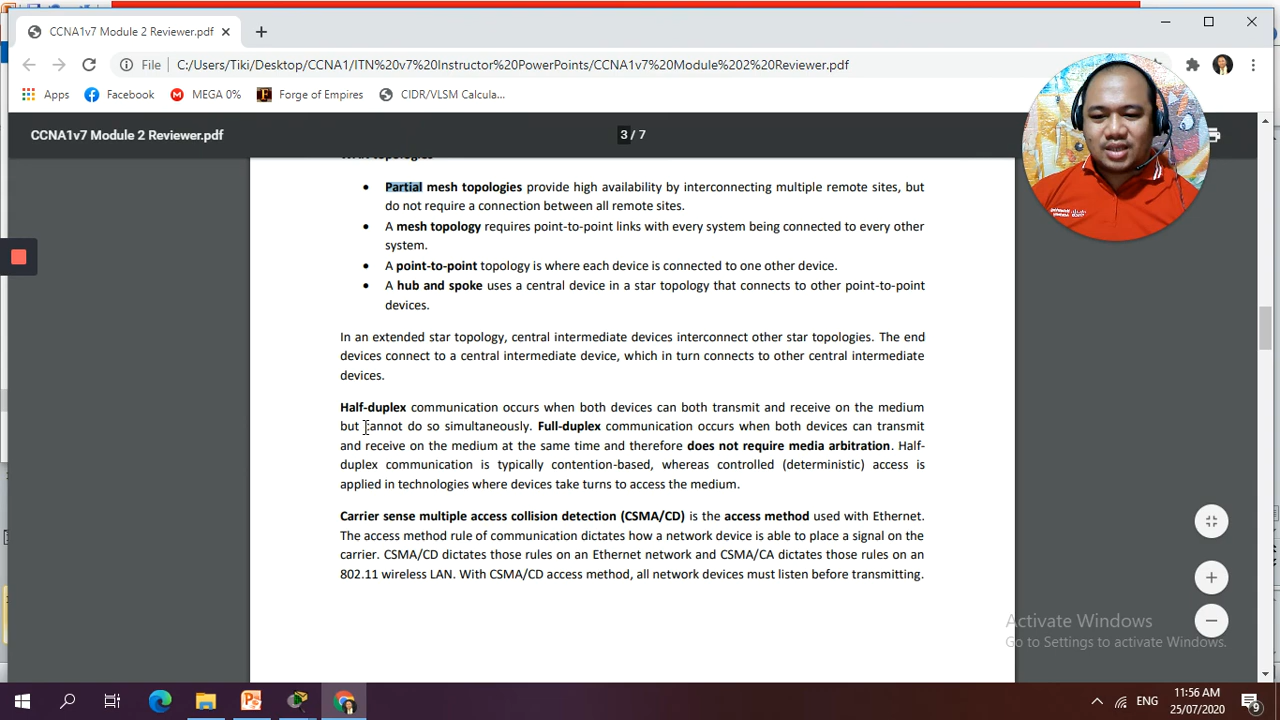 CCNA1v7 Module 2 Reviewer.pdf
File
C:/Users/Tiki/Desktop/CCNA1/ITN%20v7%20Instructor%20PowerPoints/CCNA1v7%20Module%202%20Reviewer.pdf
Apps
Facebook
MEGA 0%
Forge of Empires
CIDR/VLSM Calcula...
CCNA1v7 Module 2 Reviewer.pdf
3 / 7
• Partial mesh topologies provide high availability by interconnecting multiple remote sites, but
do not require a connection between all remote sites.
• A mesh topology requires point-to-point links with every system being connected to every other
system.
• A point-to-point topology is where each device is connected to one other device.
• A hub and spoke uses a central device in a star topology that connects to other point-to-point
devices.
In an extended star topology, central intermediate devices interconnect other star topologies. The end
devices connect to a central intermediate device, which in turn connects to other central intermediate
devices.
Half-duplex communication occurs when both devices can both transmit and receive on the medium
but cannot do so simultaneously. Full-duplex communication occurs when both devices can transmit
and receive on the medium at the same time and therefore does not require media arbitration. Half-
duplex communication is typically contention-based, whereas controlled (deterministic) access is
applied in technologies where devices take turns to access the medium.
Carrier sense multiple access collision detection (CSMA/CD) is the access method used with Ethernet.
The access method rule of communication dictates how a network device is able to place a signal on the
carrier. CSMA/CD dictates those rules on an Ethernet network and CSMA/CA dictates those rules on an
802.11 wireless LAN. With CSMA/CD access method, all network devices must listen before transmitting.
Activate Windows
Go to Settings to activate Windows.
ENG
11:56 AM
25/07/2020
9